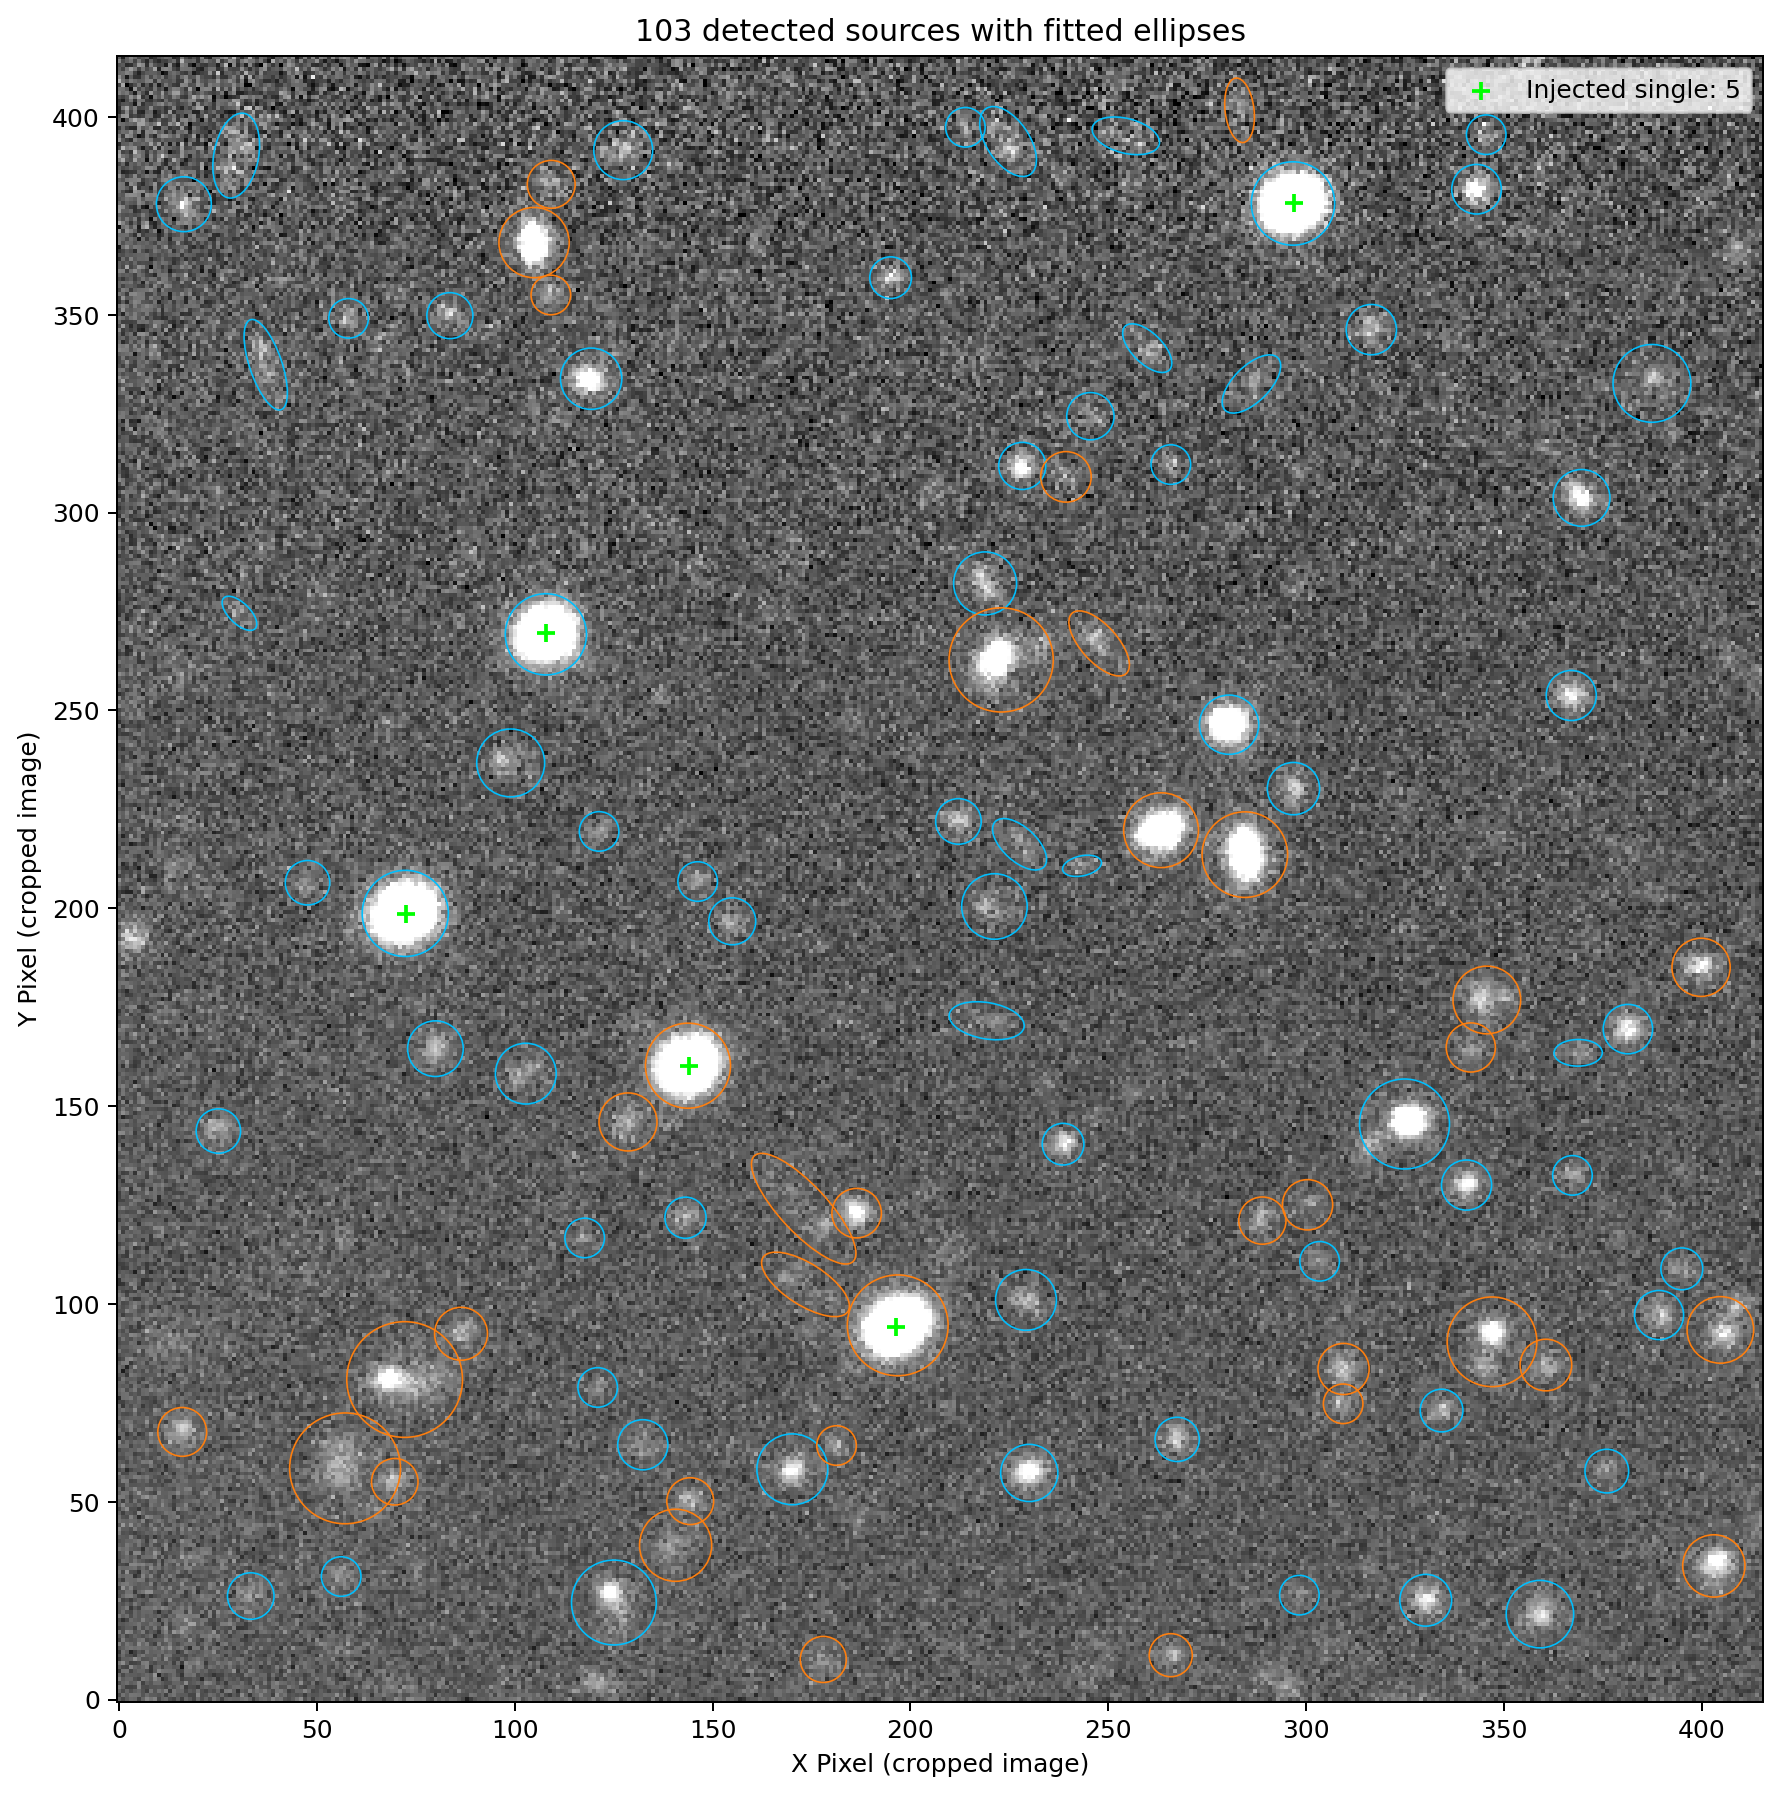 103 detected sources with fitted ellipses
Injected single: 5
400
350
300
250
200
150
100
50
0
Y Pixel (cropped image)
0 50 100 150 200 250 300 350 400
X Pixel (cropped image)